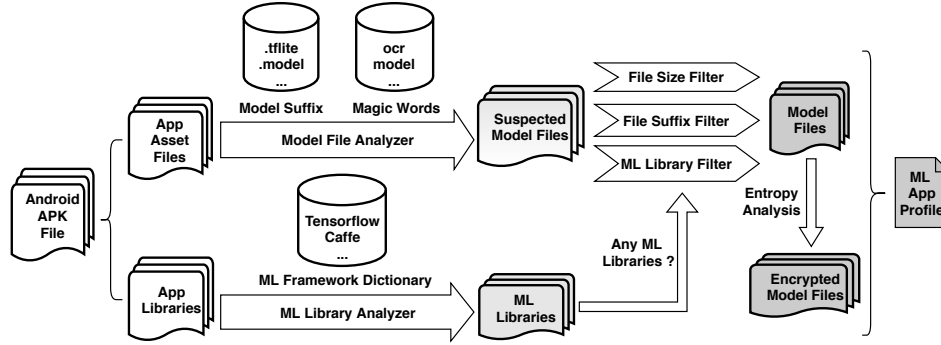 .tflite
.model
...
ocr
model
...
Model Suffix
Magic Words
App
Asset
Files
Model File Analyzer
Suspected
Model Files
File Size Filter
File Suffix Filter
ML Library Filter
Model
Files
Android
APK
File
Entropy
Analysis
ML
App
Profile
Tensorflow
Caffe
...
Any ML
Libraries ?
ML Framework Dictionary
App
Libraries
ML Library Analyzer
ML
Libraries
Encrypted
Model Files